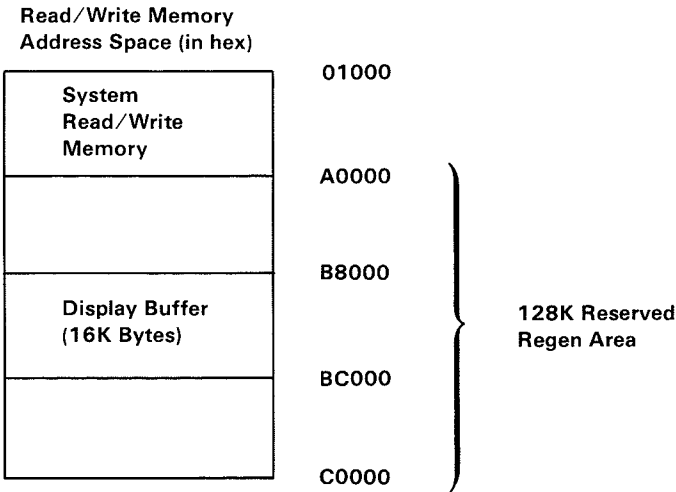 Read/Write Memory
Address Space (in hex)
01000
System
Read/Write
Memory
A0000
B8000
Display Buffer
(16K Bytes)
128K Reserved
Regen Area
BC000
C0000